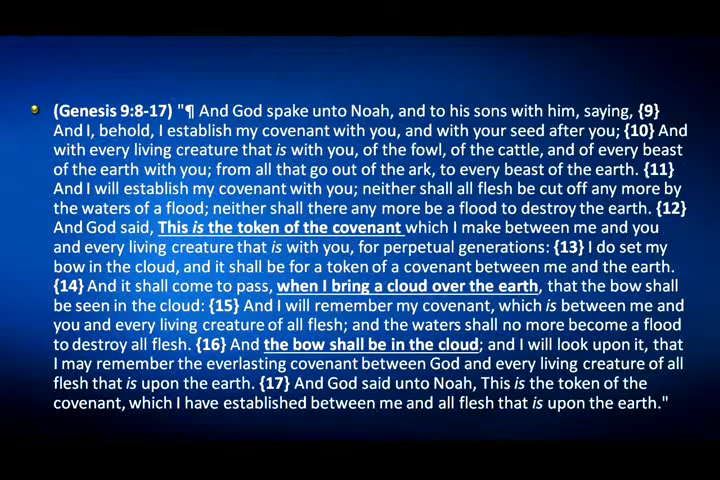 (Genesis 9:8-17) "¶ And God spake unto Noah, and to his sons with him, saying, {9}
And I, behold, I establish my covenant with you, and with your seed after you; {10} And
with every living creature that is with you, of the fowl, of the cattle, and of every beast
of the earth with you; from all that go out of the ark, to every beast of the earth. {11}
And I will establish my covenant with you; neither shall all flesh be cut off any more by
the waters of a flood; neither shall there any more be a flood to destroy the earth. {12}
And God said, This is the token of the covenant which I make between me and you
and every living creature that is with you, for perpetual generations: {13} I do set my
bow in the cloud, and it shall be for a token of a covenant between me and the earth.
{14} And it shall come to pass, when I bring a cloud over the earth, that the bow shall
be seen in the cloud: {15} And I will remember my covenant, which is between me and
you and every living creature of all flesh; and the waters shall no more become a flood
to destroy all flesh. {16} And the bow shall be in the cloud; and I will look upon it, that
I may remember the everlasting covenant between God and every living creature of all
flesh that is upon the earth. {17} And God said unto Noah, This is the token of the
covenant, which I have established between me and all flesh that is upon the earth."